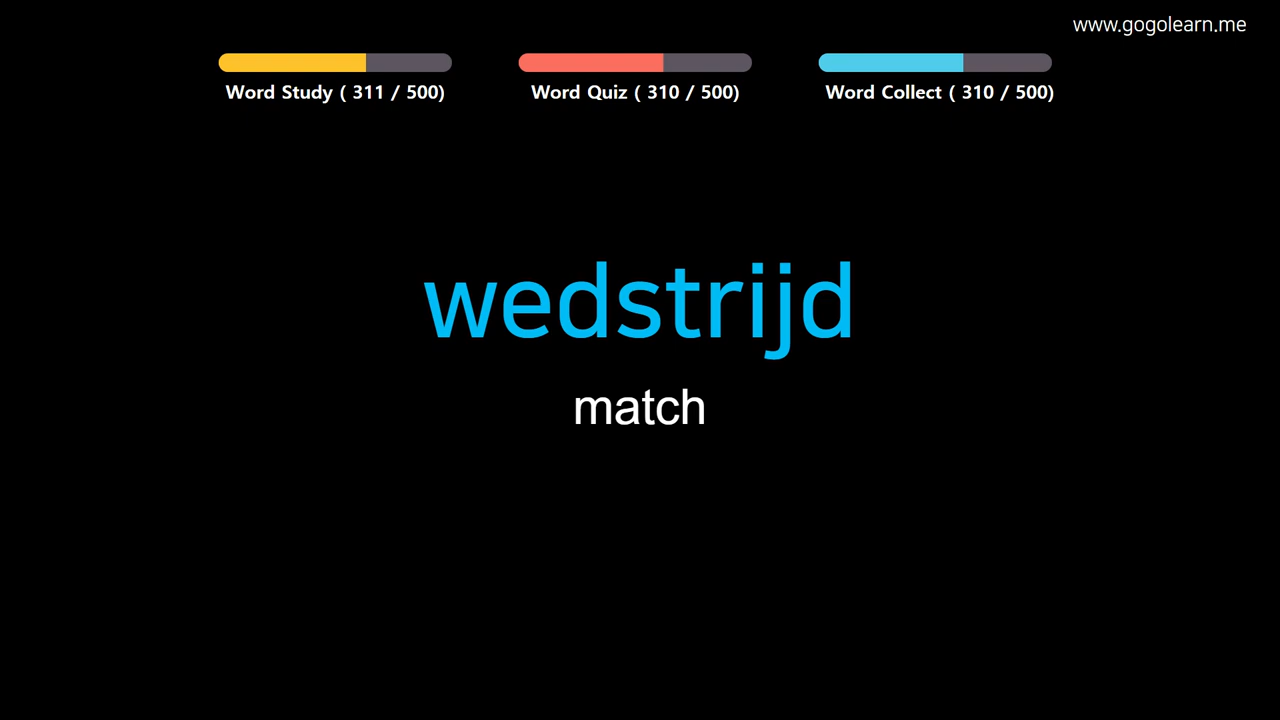 www.gogolearn.me
Word Study ( 311 / 500)
Word Quiz ( 310 / 500)
Word Collect ( 310 / 500)
wedstrijd
match